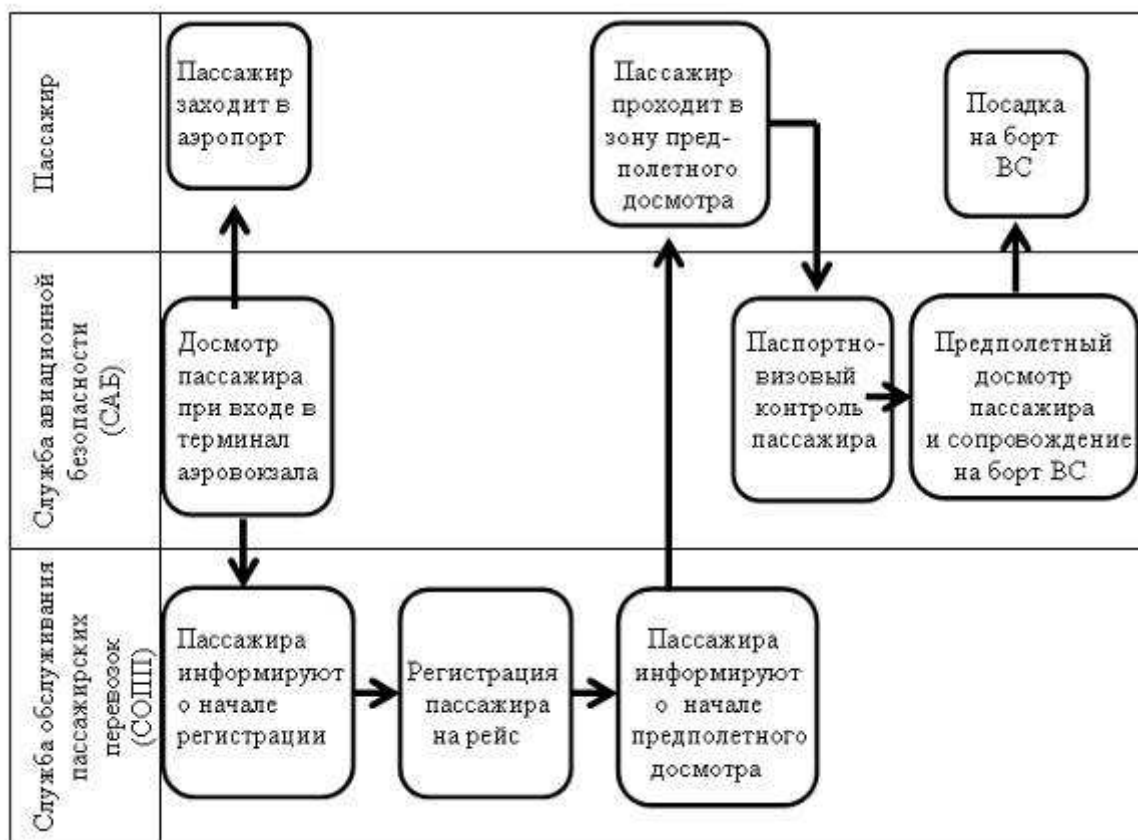 Пассажир
Пассажир
заходит в
аэропорт
Пассажир
проходит в
зону пред-
полетного
досмотра
Посадка
на борт
ВС
Служба авиационной
безопасности
(САБ)
Досмотр
пассажира
при входе в
терминал
аэровокзала
Паспортно-
визовый
контроль
пассажира
Предполетный
досмотр
пассажира
и сопровождение
на борт ВС
Служба обслуживания
пассажирских
перевозок
(СОПП)
Пассажира
информируют
о начале
регистрации
Регистрация
пассажира
на рейс
Пассажира
информируют
о начале
предполетного
досмотра